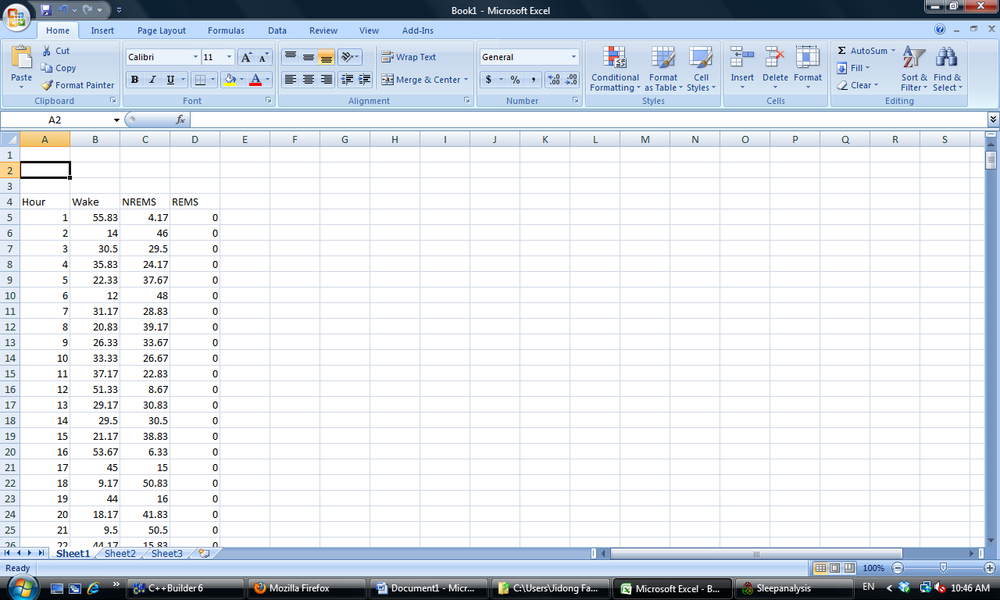 Book1 - Microsoft Excel
Home Insert Page Layout Formulas Data Review View Add-Ins
Paste Cut Copy Format Painter Clipboard
Calibri 11 A A B I U A Font
Wrap Text Merge & Center Alignment
General $ % , .00 .00 Number
Conditional Formatting Format as Table Cell Styles Styles
Insert Delete Format Cells
Σ AutoSum Fill Clear Sort & Filter Find & Select Editing
A2 fx
A B C D E F G H I J K L M N O P Q R S
1
2
3
4 Hour Wake NREMS REMS
5 1 55.83 4.17 0
6 2 14 46 0
7 3 30.5 29.5 0
8 4 35.83 24.17 0
9 5 22.33 37.67 0
10 6 12 48 0
11 7 31.17 28.83 0
12 8 20.83 39.17 0
13 9 26.33 33.67 0
14 10 33.33 26.67 0
15 11 37.17 22.83 0
16 12 51.33 8.67 0
17 13 29.17 30.83 0
18 14 29.5 30.5 0
19 15 21.17 38.83 0
20 16 53.67 6.33 0
21 17 45 15 0
22 18 9.17 50.83 0
23 19 44 16 0
24 20 18.17 41.83 0
25 21 9.5 50.5 0
26 22 44.17 15.83 0
Sheet1 Sheet2 Sheet3
Ready 100%
C++Builder 6 Mozilla Firefox Document1 - Micr... C:\Users\Jidong Fa... Microsoft Excel - B... Sleepanalysis EN 10:46 AM